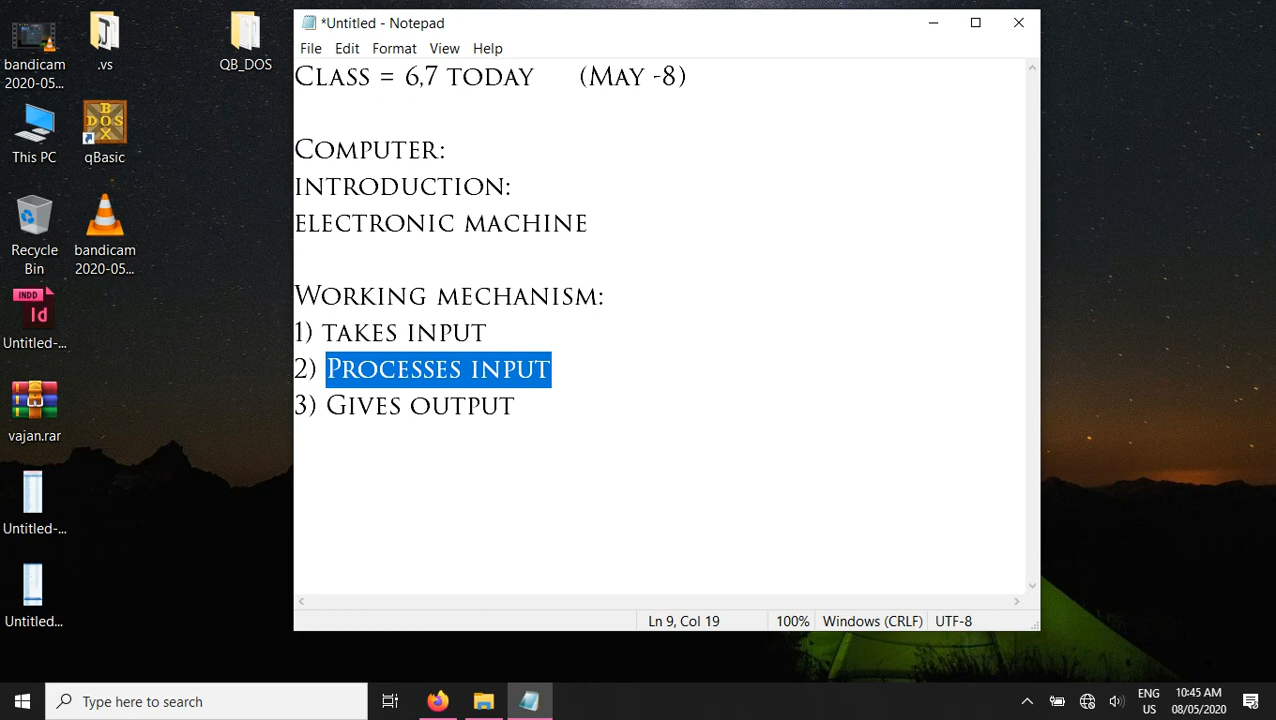 bandicam
2020-05...
.vs
QB_DOS
This PC
qBasic
Recycle
Bin
bandicam
2020-05...
Untitled-...
vajan.rar
Untitled-...
Untitled...
*Untitled - Notepad
File Edit Format View Help
Class = 6,7 today (May -8)
Computer:
introduction:
electronic machine
Working mechanism:
1) takes input
2) Processes input
3) Gives output
Ln 9, Col 19 100% Windows (CRLF) UTF-8
Type here to search
ENG
US
10:45 AM
08/05/2020